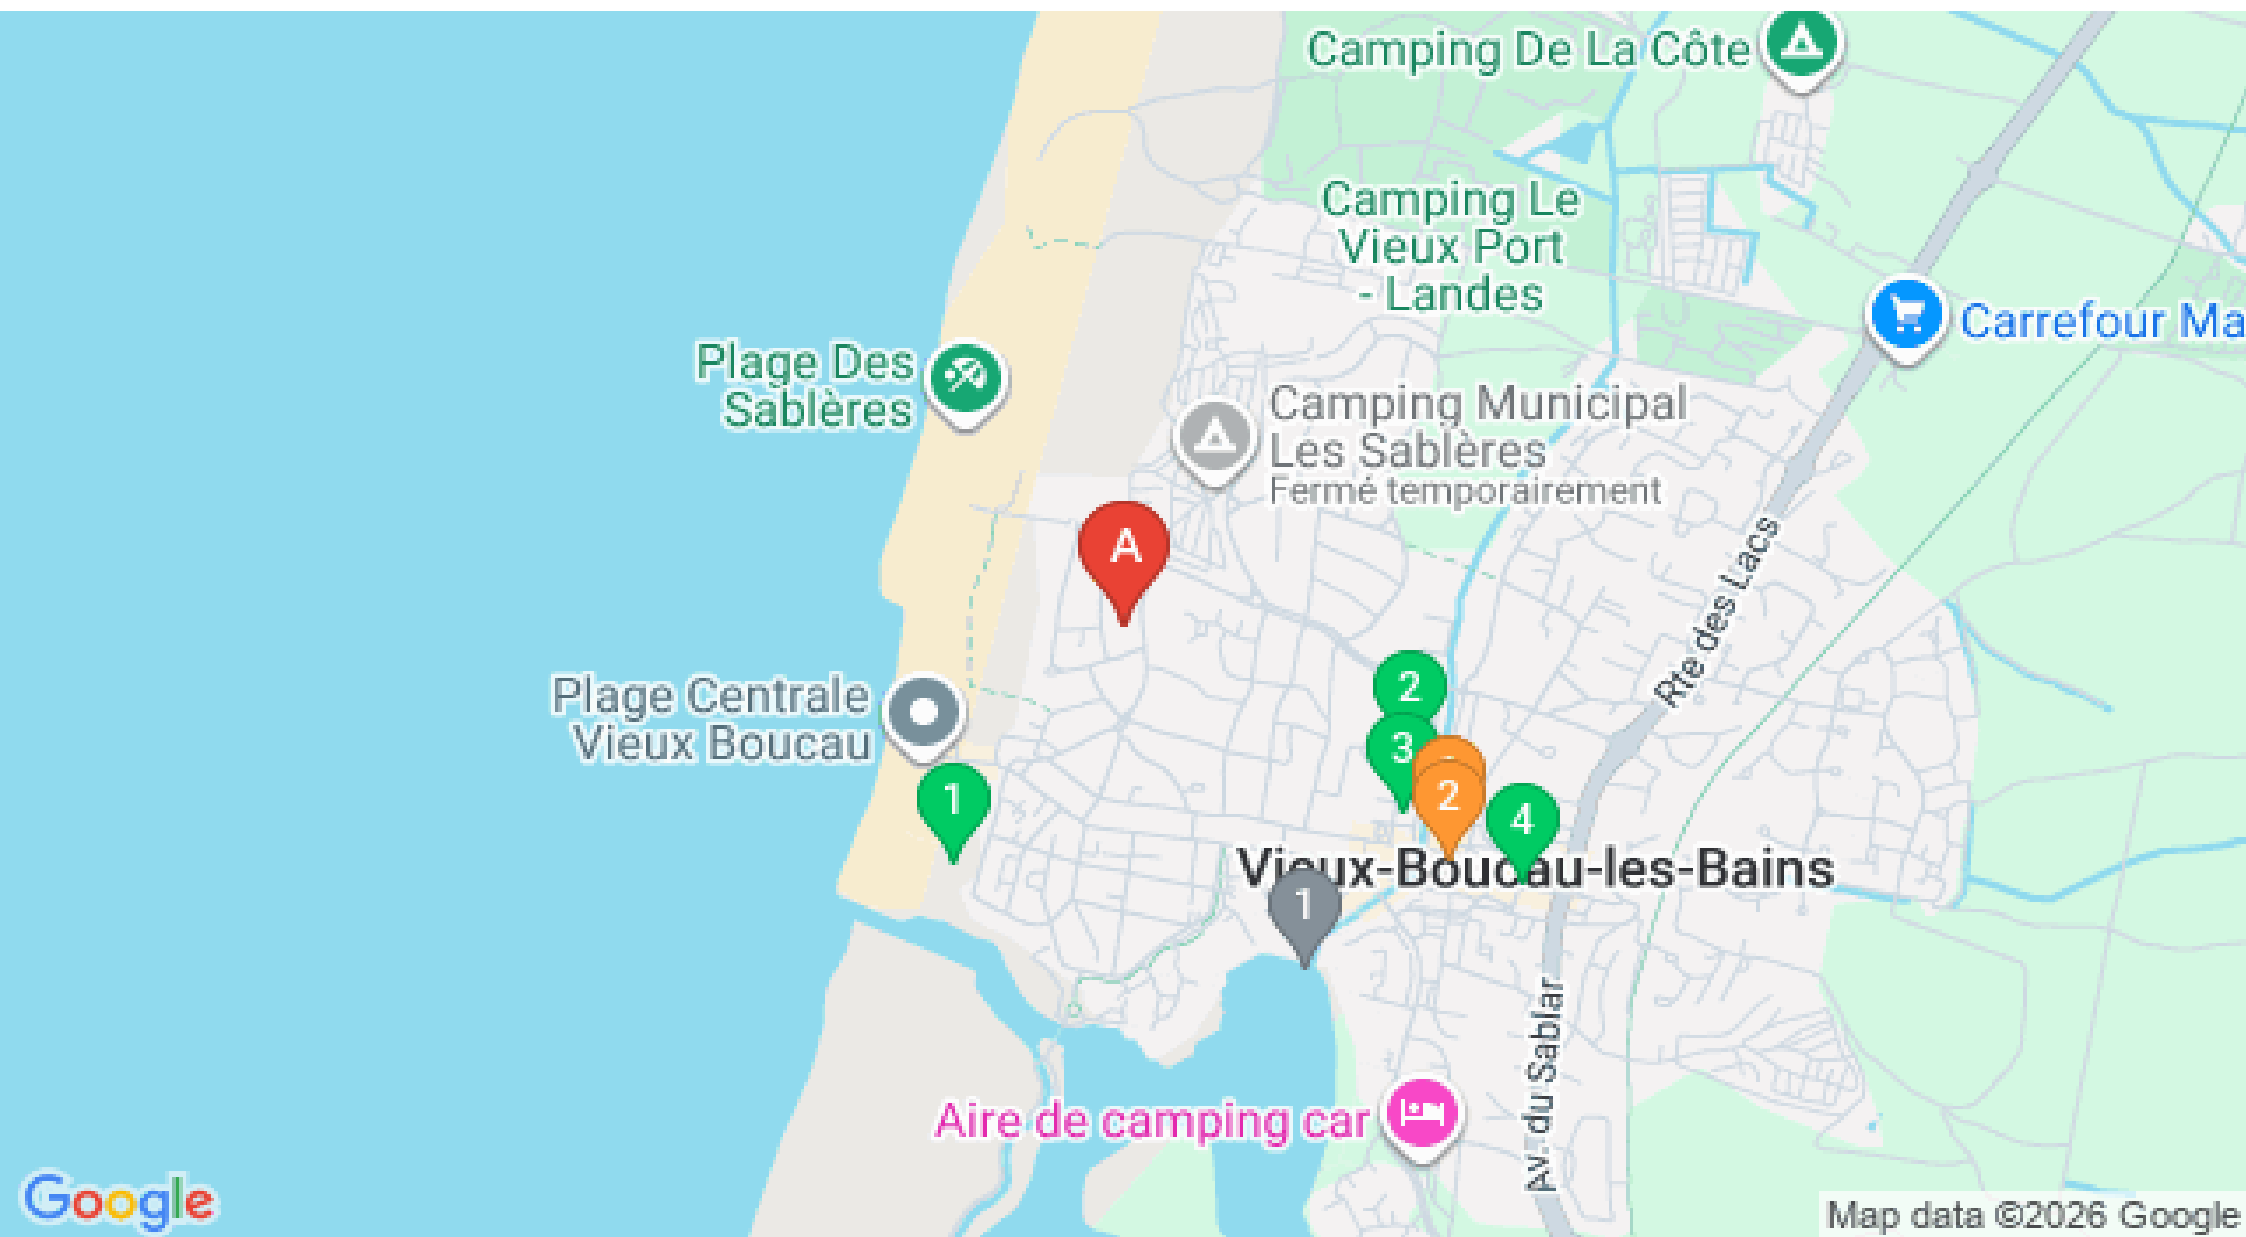 Camping De La Côte
Camping Le
Vieux Port
- Landes
Carrefour Ma
Plage Des
Sablères
Camping Municipal
Les Sablères
Fermé temporairement
A
Rte des Lacs
Plage Centrale
Vieux Boucau
2
3
1
2
4
Vieux-Boucau-les-Bains
1
Av. du Sablar
Aire de camping car
Google
Map data ©2026 Google